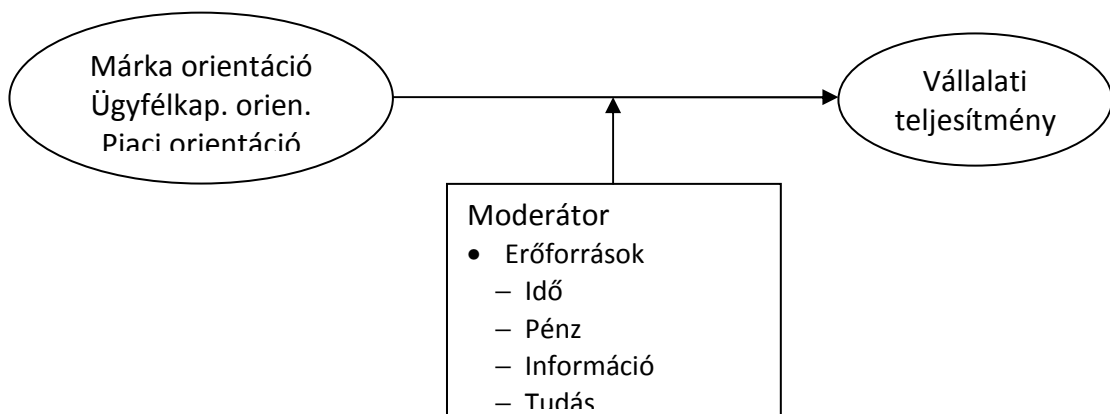 Márka orientáció
Ügyfélkap. orien.
Piaci orientáció
Vállalati
teljesítmény
Moderátor
• Erőforrások
– Idő
– Pénz
– Információ
– Tudás